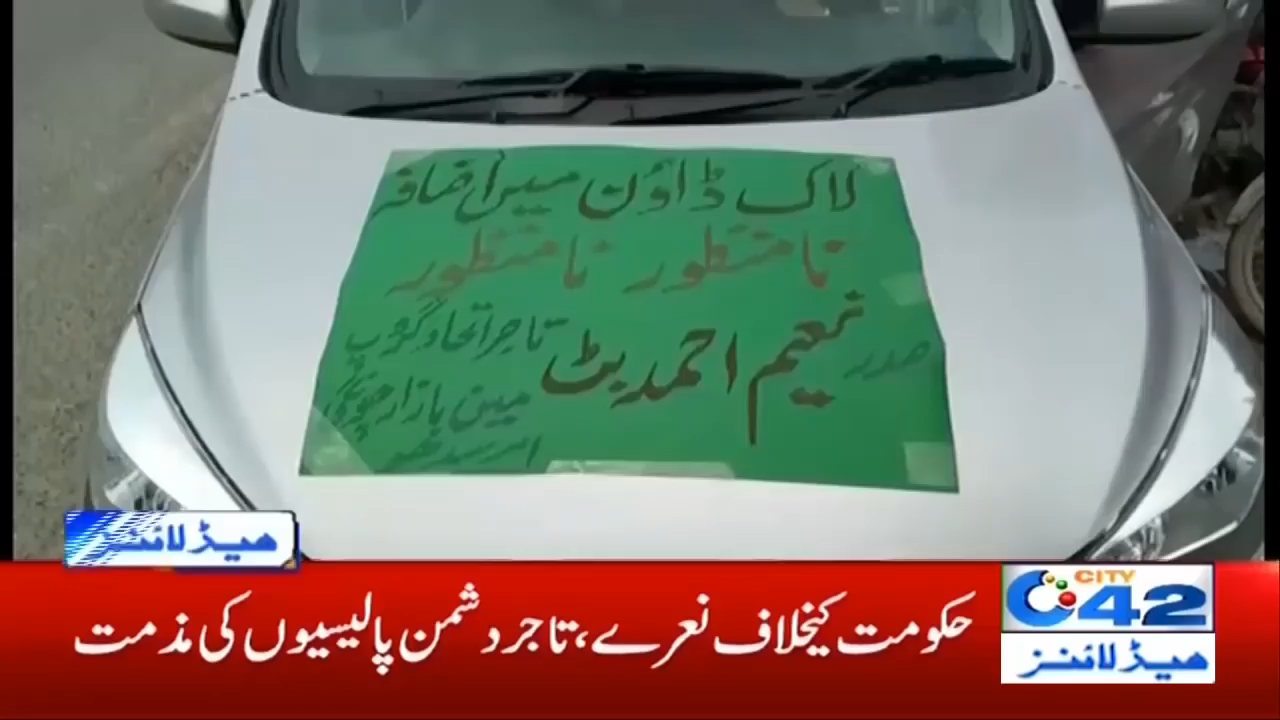 لاک ڈاؤن میں اضافہ
نامنظور نامنظور
صدر نعیم احمد بٹ
تاجر اتحاد گروپ
مین بازار
ہیڈ لائنز
حکومت کیخلاف نعرے، تاجر دشمن پالیسیوں کی مذمت
CITY
42
ہیڈ لائنز